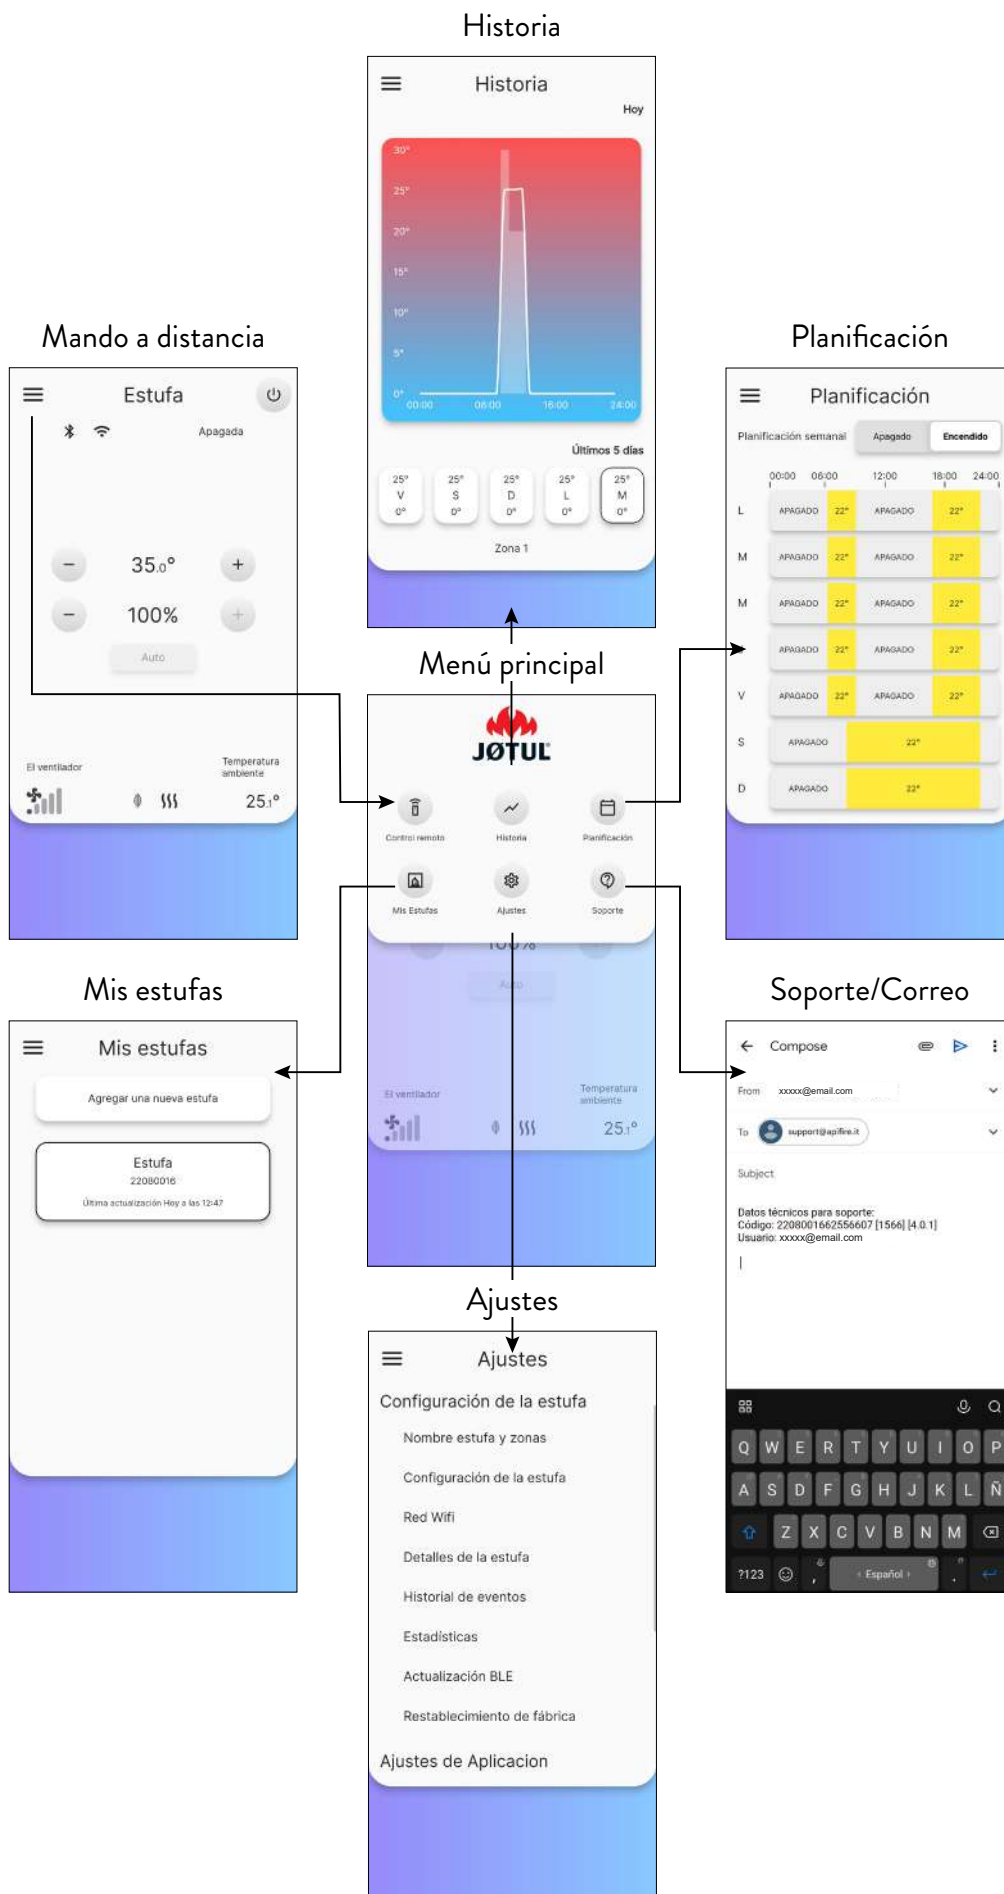 Historia
Historia
Hoy
30°
25°
20°
15°
10°
5°
0°
00:00 06:00 16:00 24:00
Últimos 5 días
25° 25° 25° 25° 25°
V S D L M
0° 0° 0° 0° 0°
Zona 1
Mando a distancia
Estufa
Apagada
35.0°
100%
Auto
El ventilador
Temperatura
ambiente
25.1°
Planificación
Planificación
Planificación semanal Apagado Encendido
00:00 06:00 12:00 18:00 24:00
L APAGADO 22° APAGADO 22°
M APAGADO 22° APAGADO 22°
M APAGADO 22° APAGADO 22°
APAGADO 22° APAGADO 22°
V APAGADO 22° APAGADO 22°
S APAGADO 22°
D APAGADO 22°
Menú principal
JØTUL
Control remoto Historia Planificación
Mis Estufas Ajustes Soporte
100%
Auto
El ventilador
Temperatura
ambiente
25.1°
Mis estufas
Mis estufas
Agregar una nueva estufa
Estufa
22080016
Última actualización Hoy a las 12:47
Soporte/Correo
Compose
From xxxxx@email.com
To support@apifire.it
Subject
Datos técnicos para soporte:
Código: 2208001662556607 [1566] [4.0.1]
Usuario: xxxxx@email.com
Q W E R T Y U I O P
A S D F G H J K L Ñ
Z X C V B N M
?123 , Español .
Ajustes
Ajustes
Configuración de la estufa
Nombre estufa y zonas
Configuración de la estufa
Red Wifi
Detalles de la estufa
Historial de eventos
Estadísticas
Actualización BLE
Restablecimiento de fábrica
Ajustes de Aplicacion